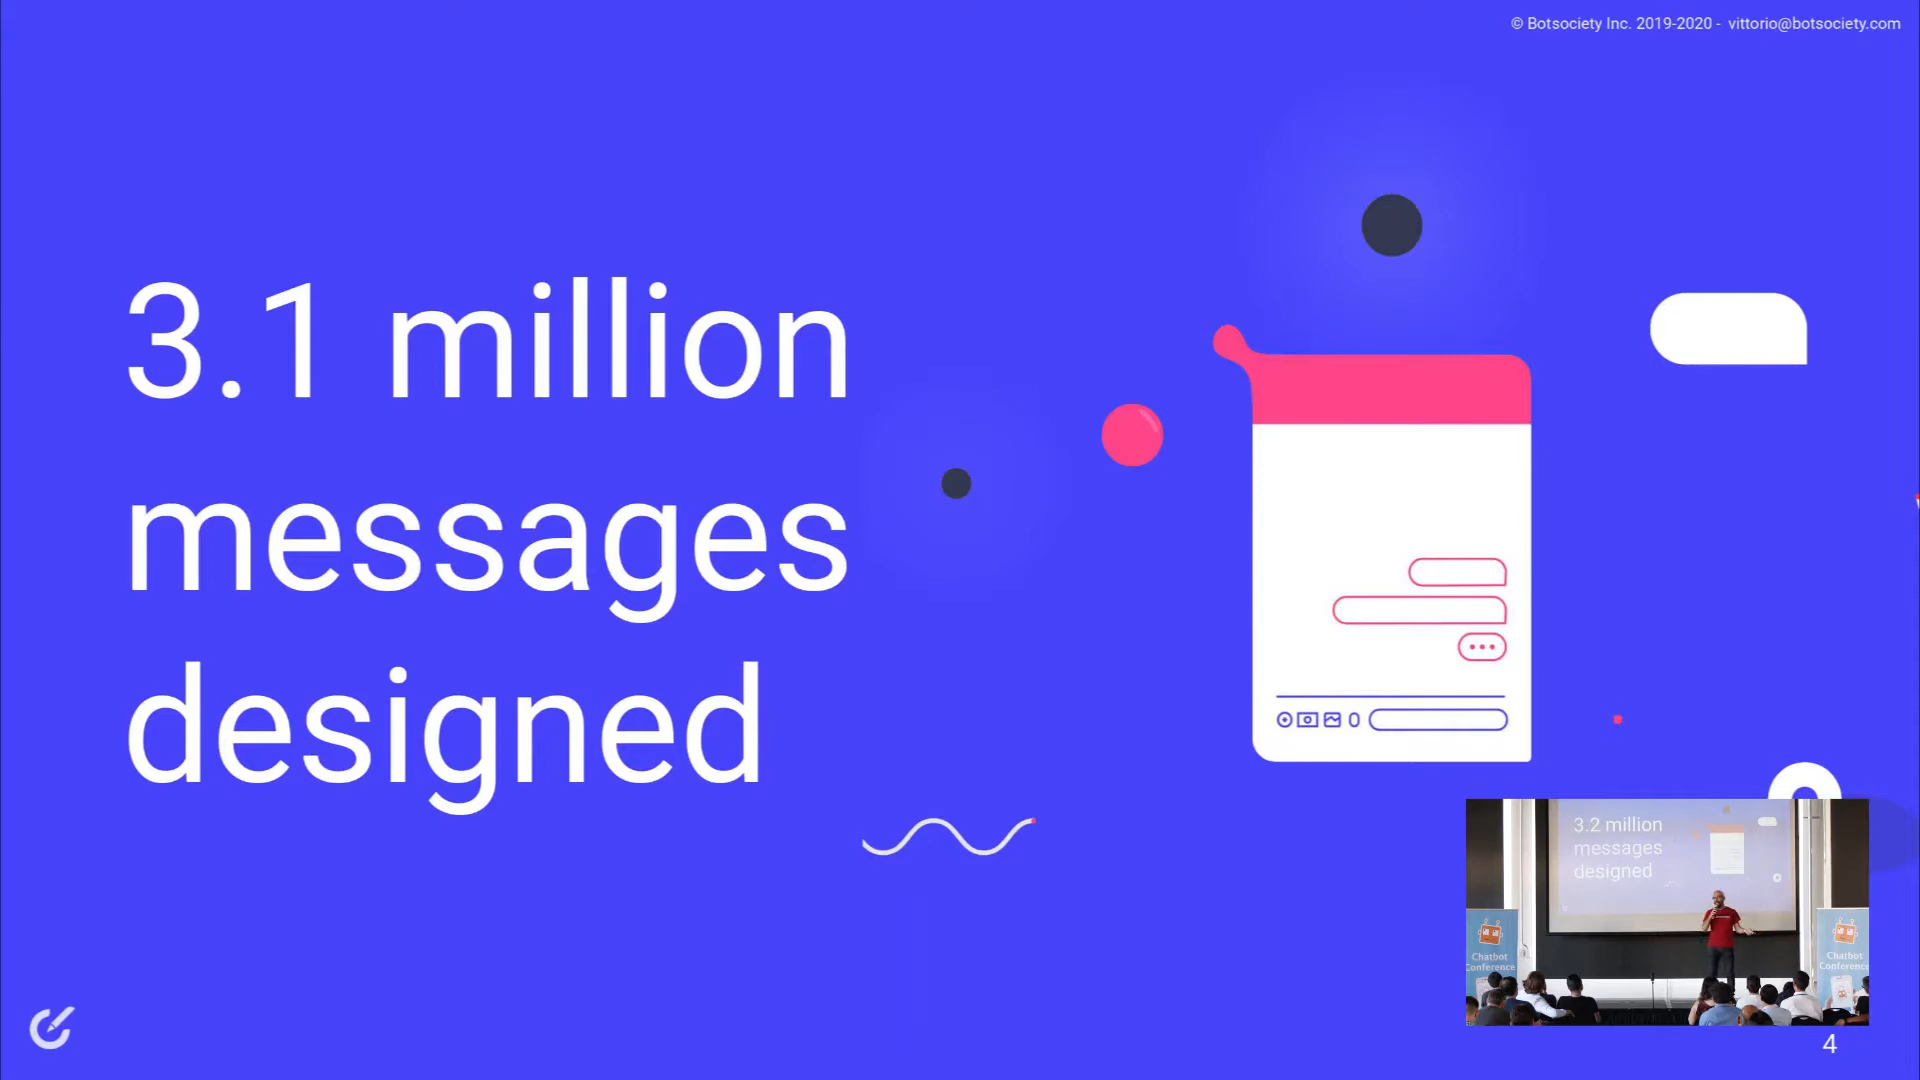 © Botsociety Inc. 2019-2020 - vittorio@botsociety.com
3.1 million
messages
designed
3.2 million
messages
designed
Chatbot
Conference
Chatbot
Conference
4